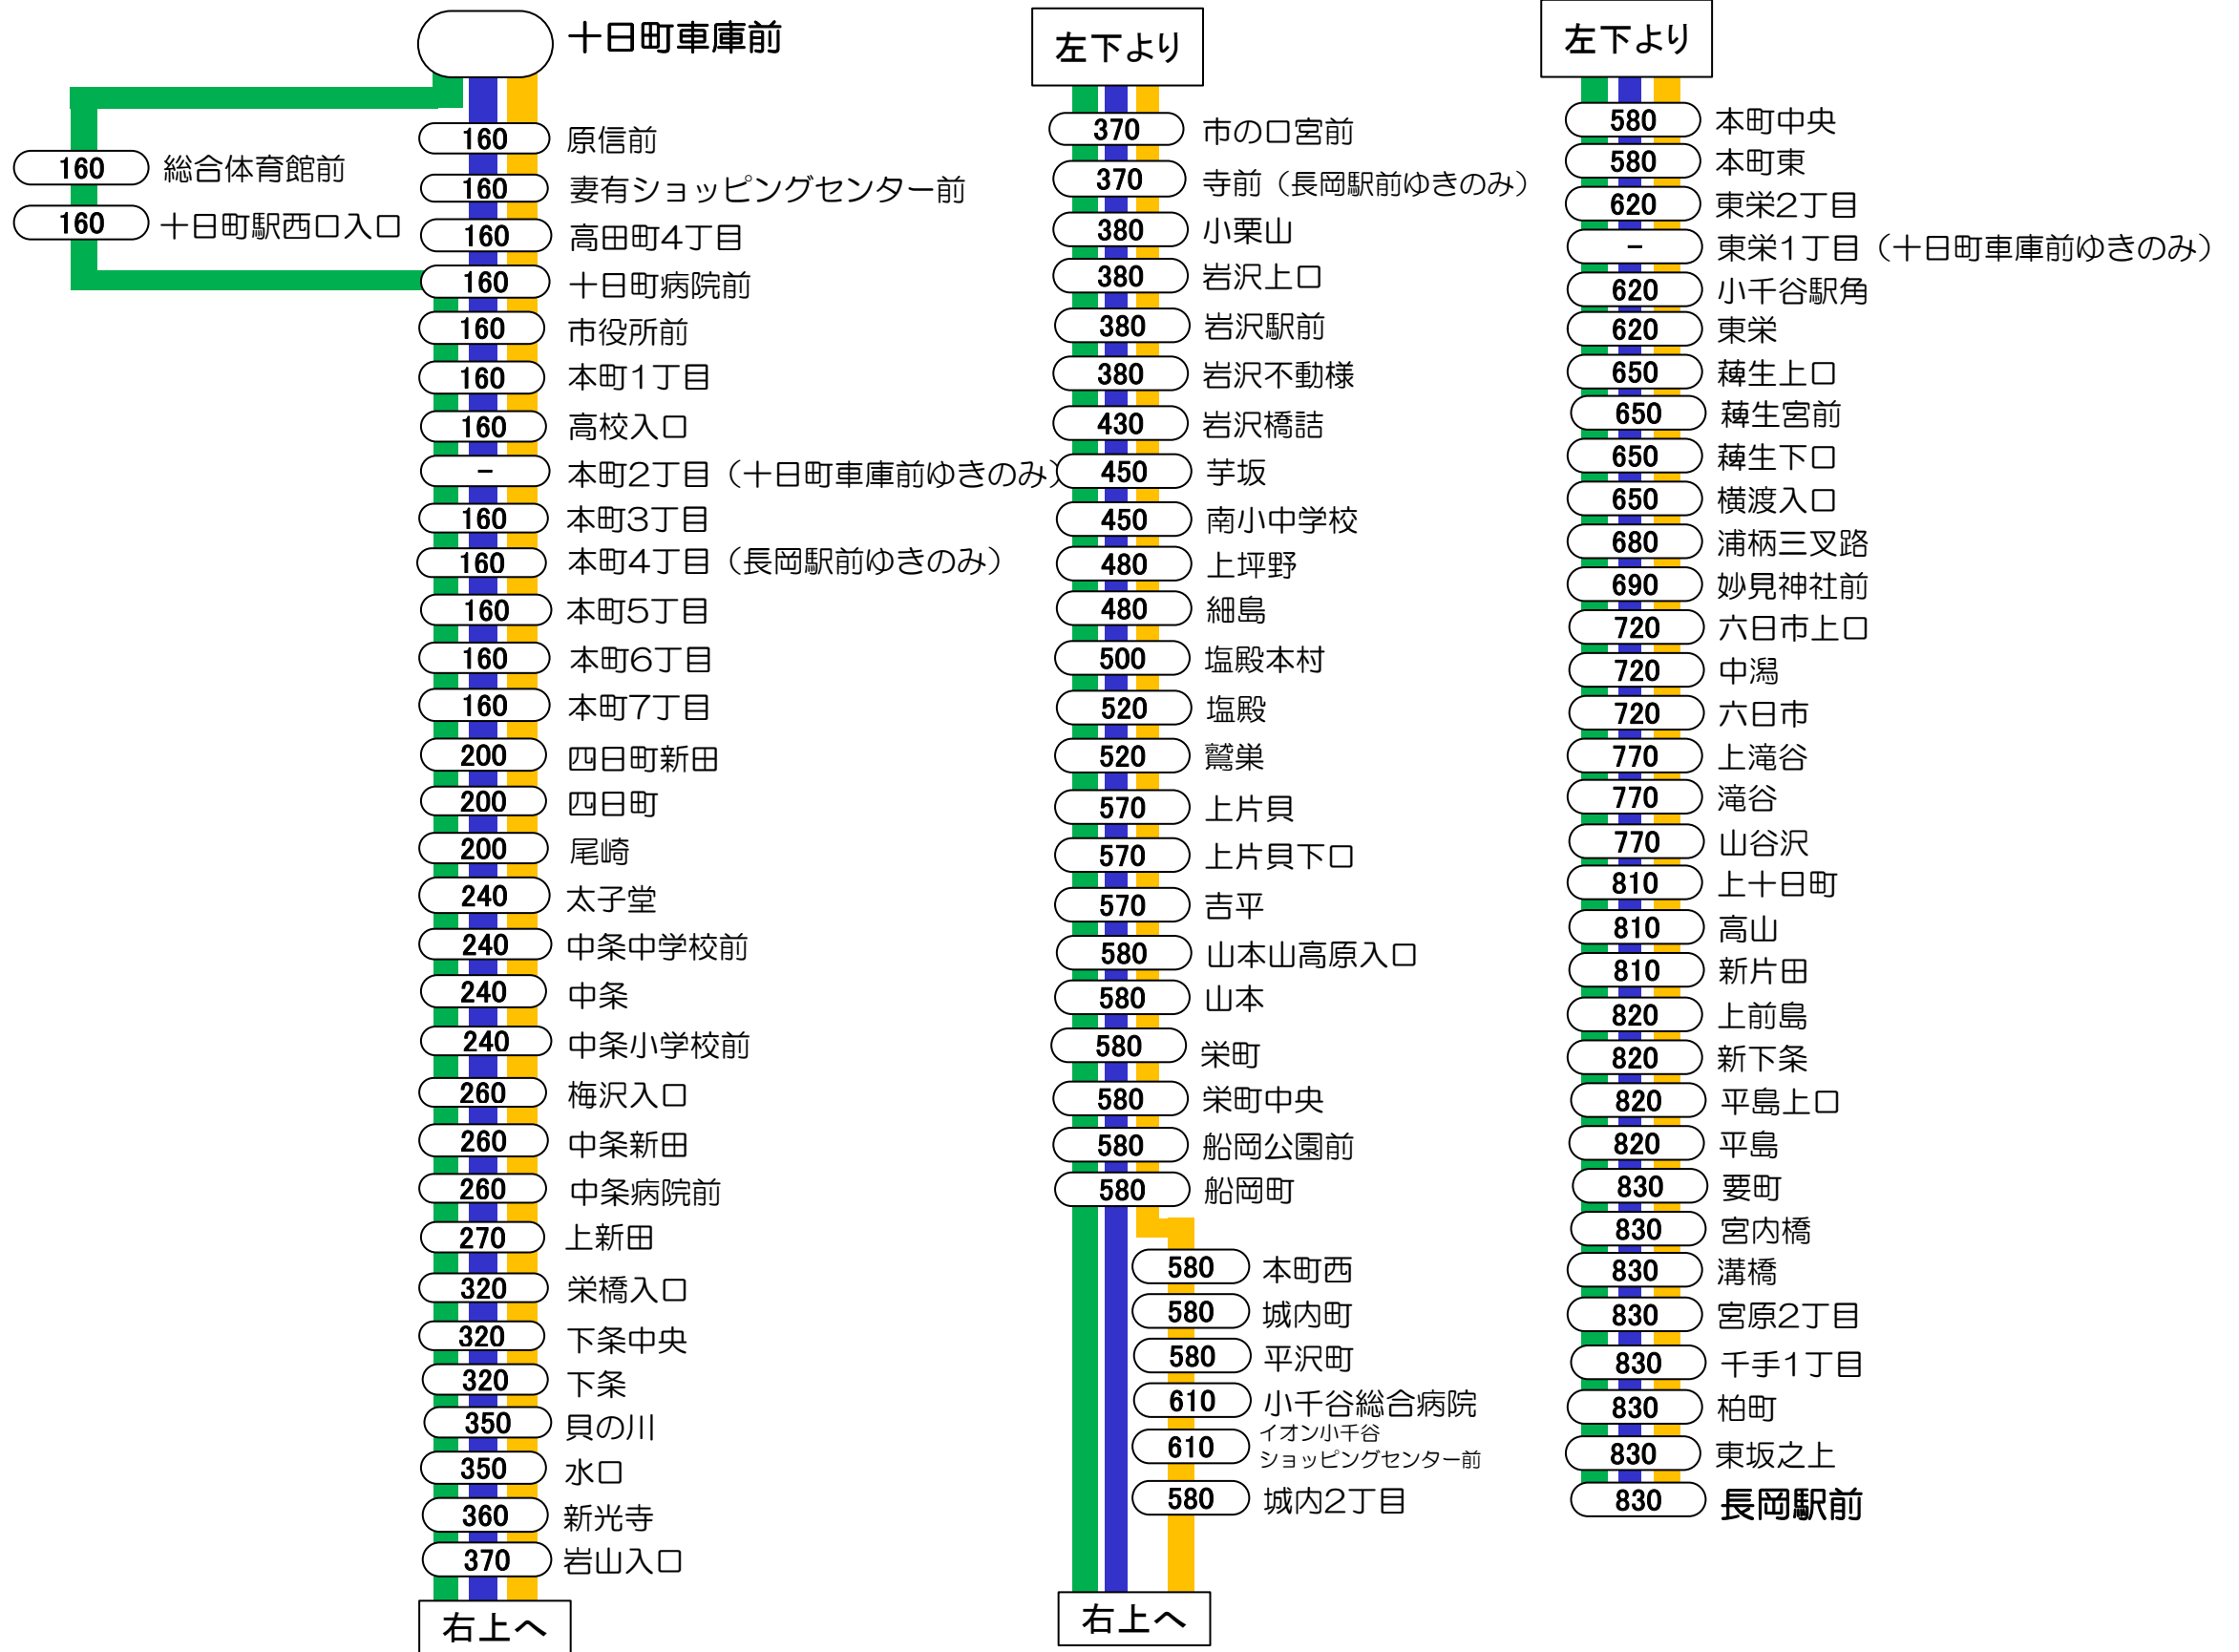 十日町車庫前
160 総合体育館前
160 十日町駅西口入口
160 原信前
160 妻有ショッピングセンター前
160 高田町4丁目
160 十日町病院前
160 市役所前
160 本町1丁目
160 高校入口
- 本町2丁目（十日町車庫前ゆきのみ）
160 本町3丁目
160 本町4丁目（長岡駅前ゆきのみ）
160 本町5丁目
160 本町6丁目
160 本町7丁目
200 四日町新田
200 四日町
200 尾崎
240 太子堂
240 中条中学校前
240 中条
240 中条小学校前
260 梅沢入口
260 中条新田
260 中条病院前
270 上新田
320 栄橋入口
320 下条中央
320 下条
350 貝の川
350 水口
360 新光寺
370 岩山入口
右上へ
左下より
370 市の口宮前
370 寺前（長岡駅前ゆきのみ）
380 小栗山
380 岩沢上口
380 岩沢駅前
380 岩沢不動様
430 岩沢橋詰
450 芋坂
450 南小中学校
480 上坪野
480 細島
500 塩殿本村
520 塩殿
520 鷲巣
570 上片貝
570 上片貝下口
570 吉平
580 山本山高原入口
580 山本
580 栄町
580 栄町中央
580 船岡公園前
580 船岡町
580 本町西
580 城内町
580 平沢町
610 小千谷総合病院
610 イオン小千谷
ショッピングセンター前
580 城内2丁目
右上へ
左下より
580 本町中央
580 本町東
620 東栄2丁目
- 東栄1丁目（十日町車庫前ゆきのみ）
620 小千谷駅角
620 東栄
650 薭生上口
650 薭生宮前
650 薭生下口
650 横渡入口
680 浦柄三叉路
690 妙見神社前
720 六日市上口
720 中潟
720 六日市
770 上滝谷
770 滝谷
770 山谷沢
810 上十日町
810 高山
810 新片田
820 上前島
820 新下条
820 平島上口
820 平島
830 要町
830 宮内橋
830 溝橋
830 宮原2丁目
830 千手1丁目
830 柏町
830 東坂之上
830 長岡駅前